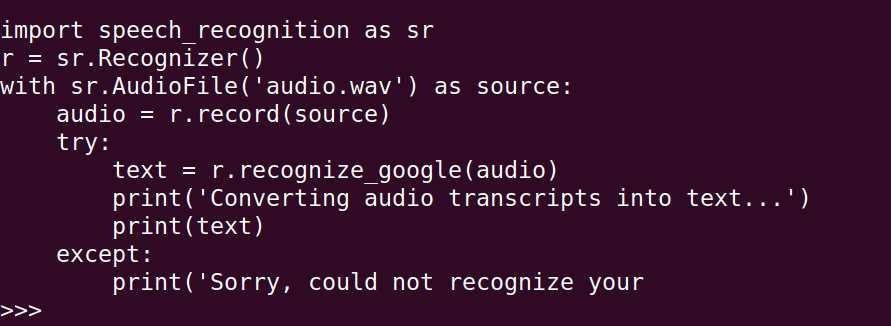 import speech_recognition as sr
r = sr.Recognizer()
with sr.AudioFile('audio.wav') as source:
    audio = r.record(source)
    try:
        text = r.recognize_google(audio)
        print('Converting audio transcripts into text...')
        print(text)
    except:
        print('Sorry, could not recognize your
>>>